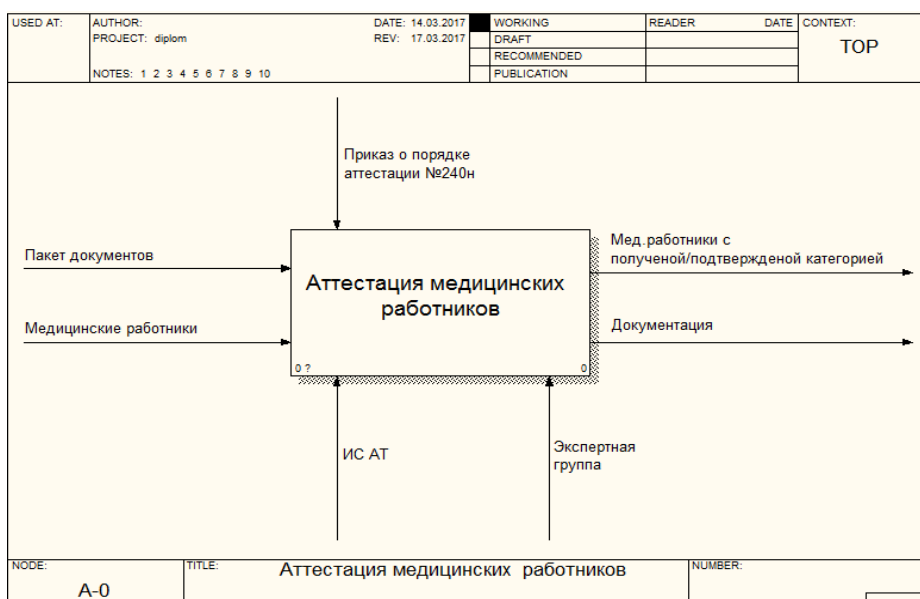 USED AT:
AUTHOR:
DATE: 14.03.2017
WORKING
READER
DATE
CONTEXT:
PROJECT: diplom
REV: 17.03.2017
DRAFT
TOP
RECOMMENDED
NOTES: 1 2 3 4 5 6 7 8 9 10
PUBLICATION
Приказ о порядке
аттестации №240н
Пакет документов
Медицинские работники
Аттестация медицинских
работников
0 ?
0
Мед.работники с
полученой/подтвержденой категорией
Документация
ИС АТ
Экспертная
группа
NODE:
A-0
TITLE:
Аттестация медицинских работников
NUMBER: